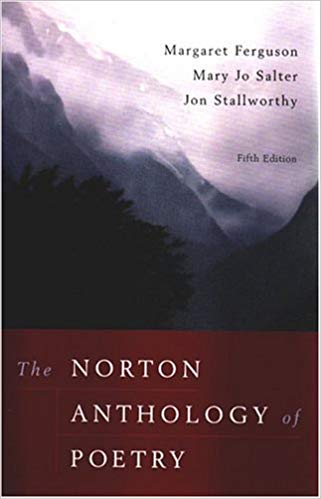 Margaret Ferguson
Mary Jo Salter
Jon Stallworthy
Fifth Edition
The NORTON
ANTHOLOGY of
POETRY